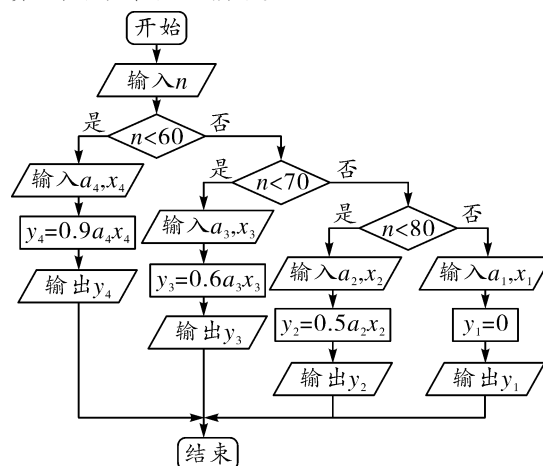 开始
输入n
n<60
是
否
输入a₄,x₄
n<70
是
否
y₄=0.9a₄x₄
输入a₃,x₃
n<80
是
否
输出y₄
y₃=0.6a₃x₃
输入a₂,x₂
输入a₁,x₁
输出y₃
y₂=0.5a₂x₂
y₁=0
输出y₂
输出y₁
结束